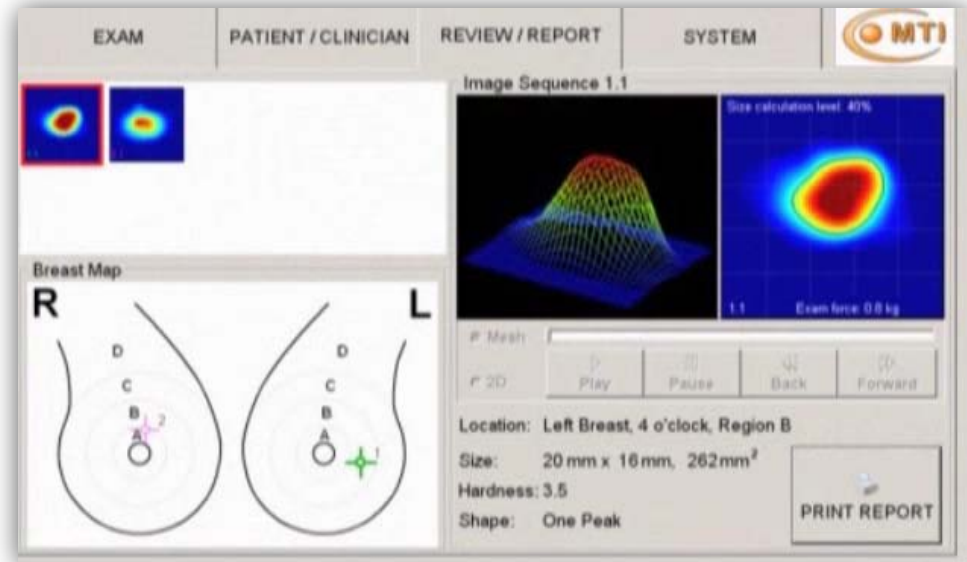 EXAM
PATIENT / CLINICIAN
REVIEW / REPORT
SYSTEM
MTI
Image Sequence 1.1
Size calculation level: 40%
1.1 Exam force: 0.8 kg
Breast Map
R L
D D
C C
B B
A A
2
1
Mesh
2D
Play Pause Back Forward
Location: Left Breast, 4 o'clock, Region B
Size: 20 mm x 16 mm, 262mm²
Hardness: 3.5
Shape: One Peak
PRINT REPORT